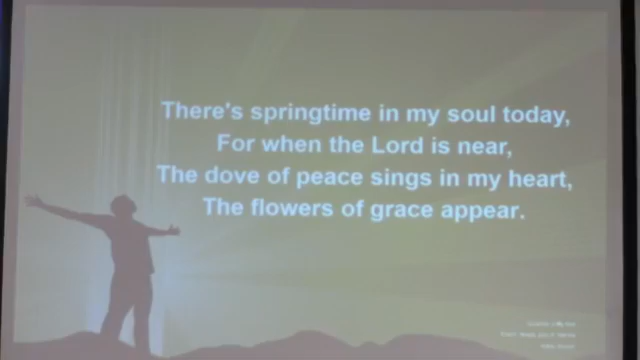 There's springtime in my soul today,
For when the Lord is near,
The dove of peace sings in my heart,
The flowers of grace appear.